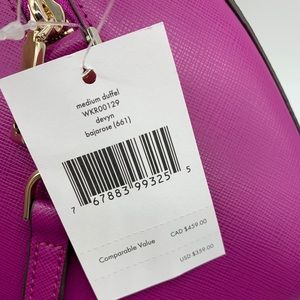 medium duffel
WKR00129
devyn
bajarose (661)
7 67883 99325 5
Comparable Value CAD $459.00
USD $359.00